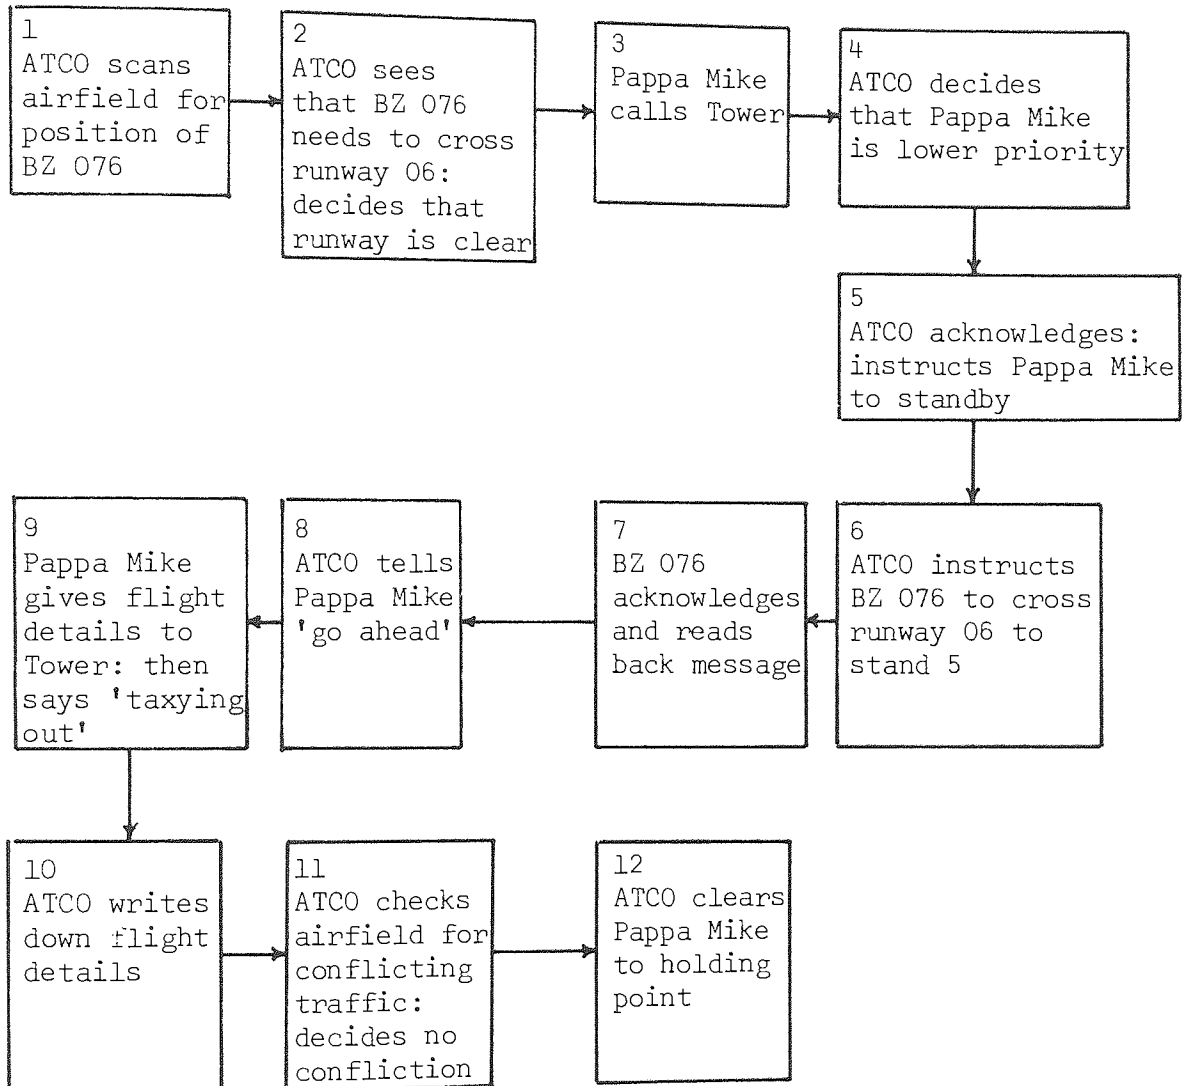 1
ATCO scans
airfield for
position of
BZ 076
2
ATCO sees
that BZ 076
needs to cross
runway 06:
decides that
runway is clear
3
Pappa Mike
calls Tower
4
ATCO decides
that Pappa Mike
is lower priority
5
ATCO acknowledges:
instructs Pappa Mike
to standby
6
ATCO instructs
BZ 076 to cross
runway 06 to
stand 5
7
BZ 076
acknowledges
and reads
back message
8
ATCO tells
Pappa Mike
'go ahead'
9
Pappa Mike
gives flight
details to
Tower: then
says 'taxying
out'
10
ATCO writes
down flight
details
11
ATCO checks
airfield for
conflicting
traffic:
decides no
confliction
12
ATCO clears
Pappa Mike
to holding
point